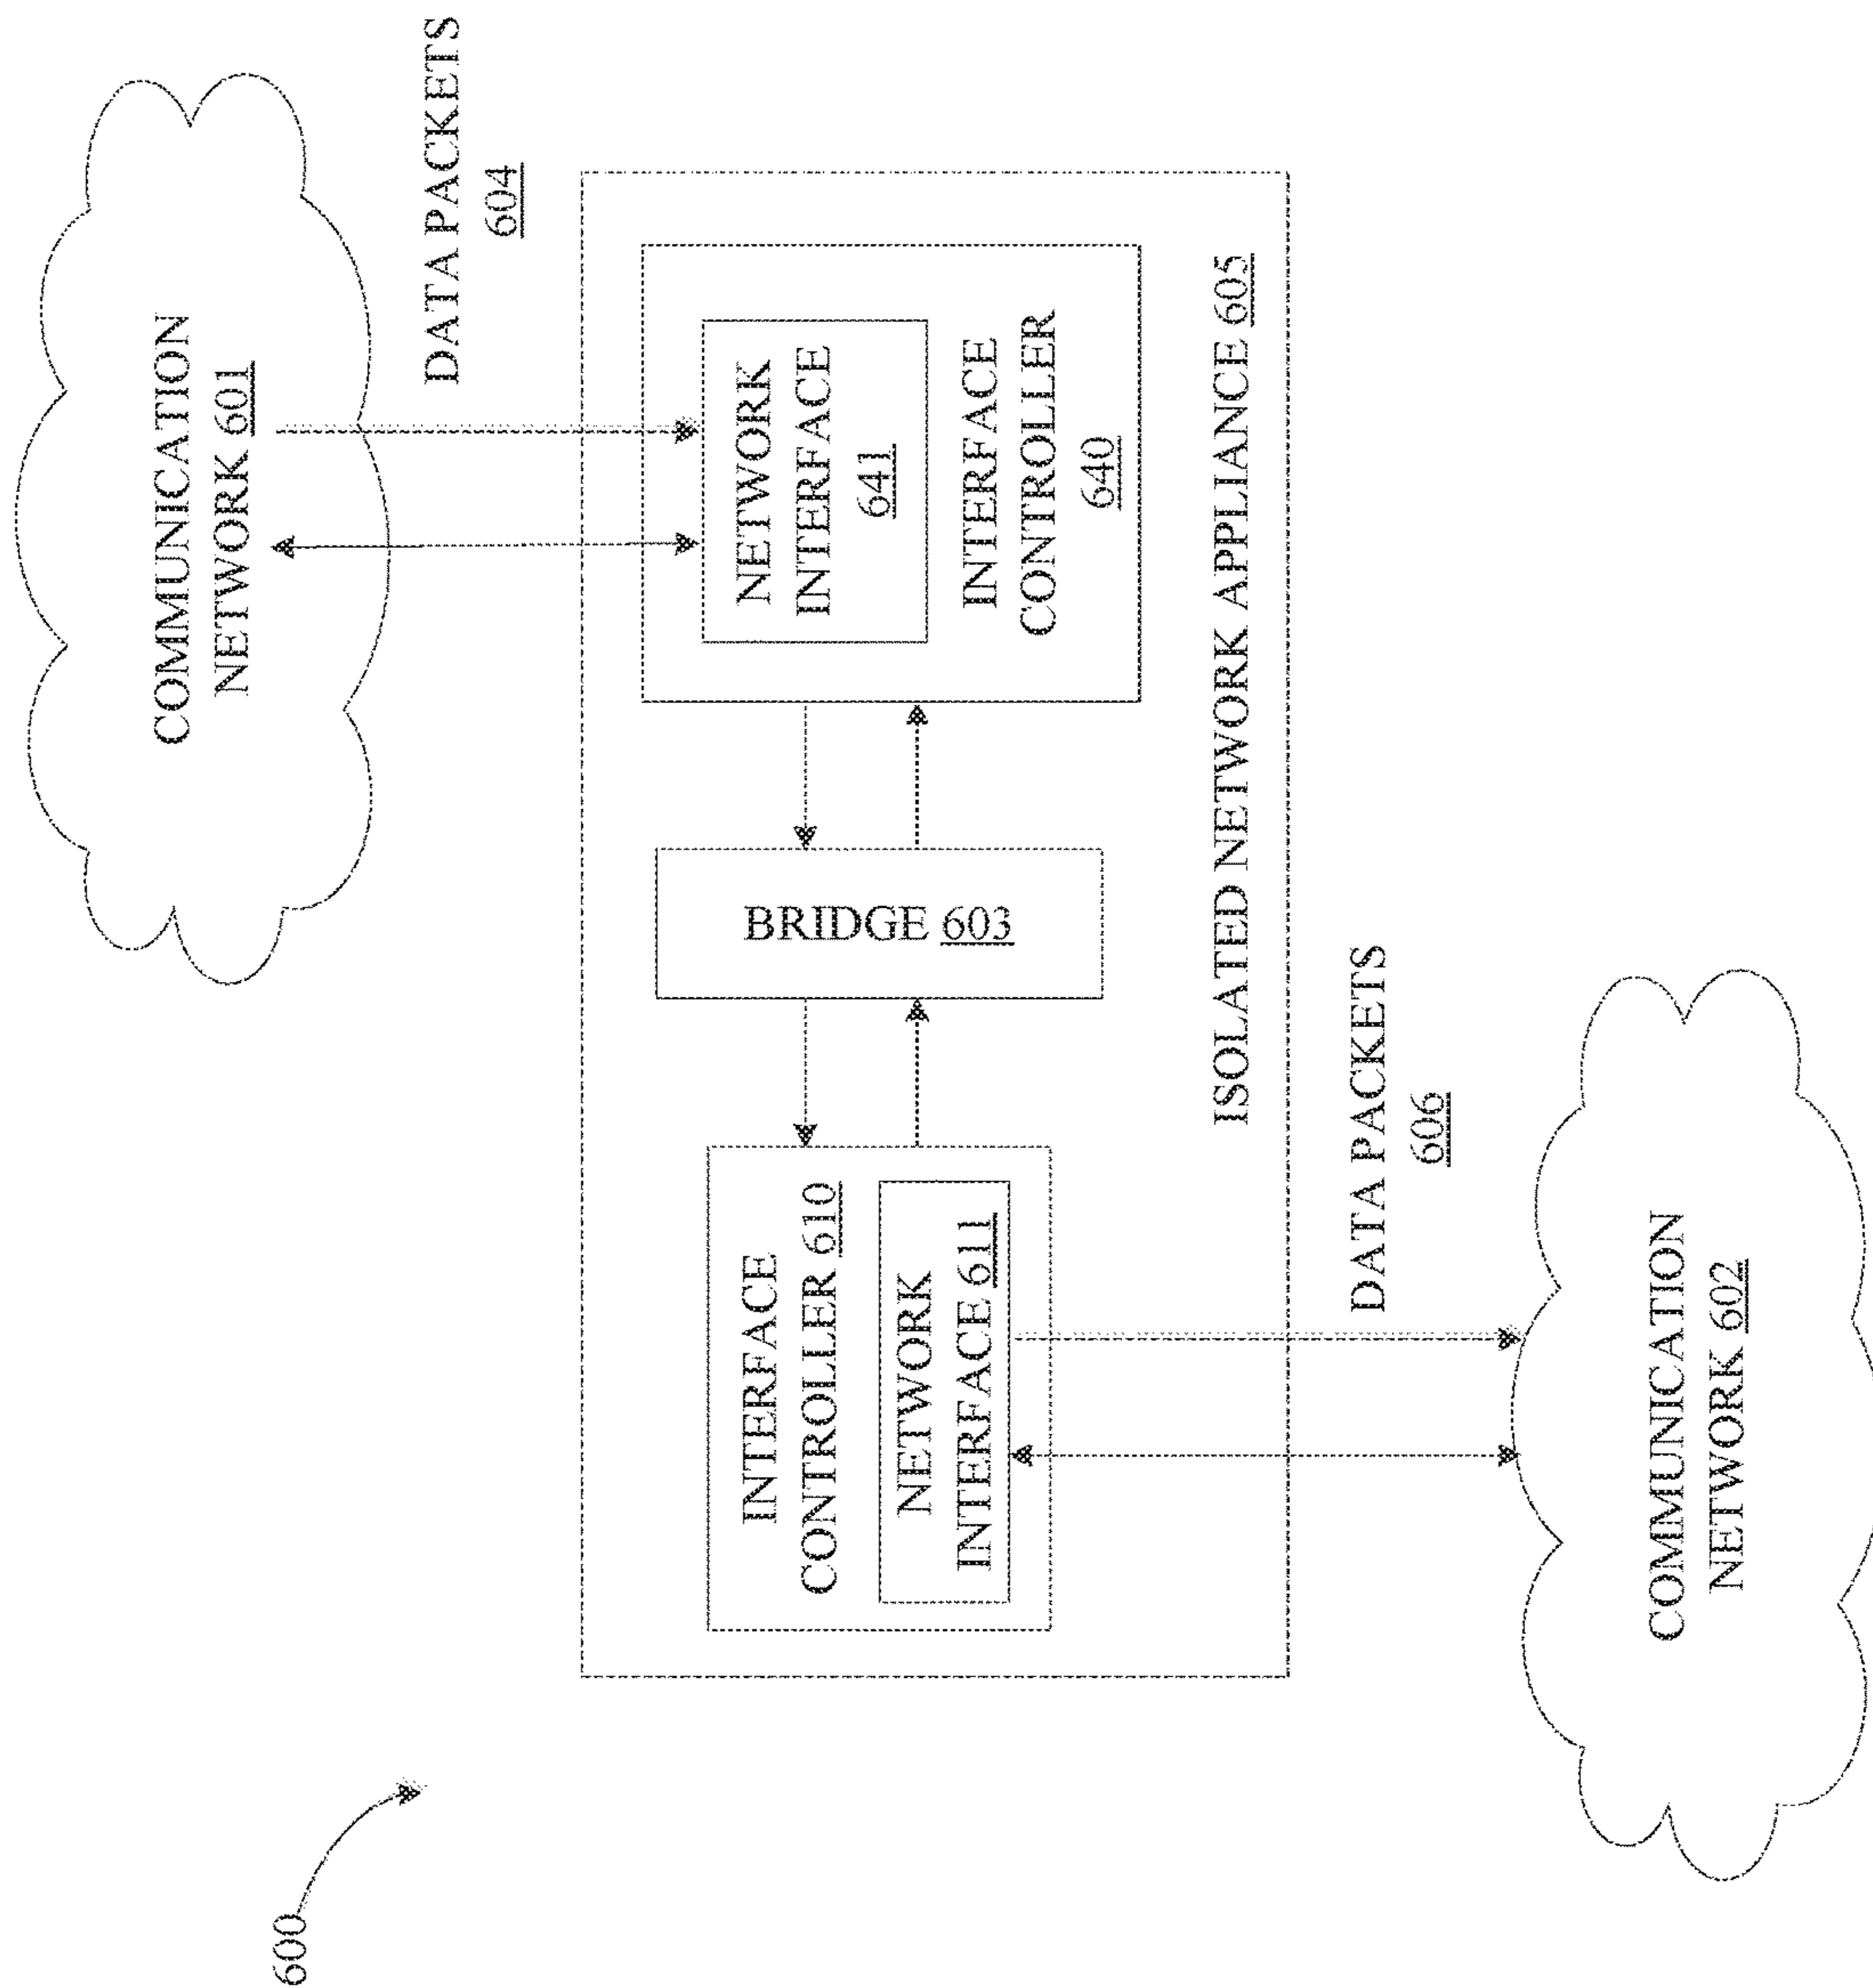 600
COMMUNICATION
NETWORK 601
DATA PACKETS
604
INTERFACE
CONTROLLER 610
NETWORK
INTERFACE 611
BRIDGE 603
NETWORK
INTERFACE
641
INTERFACE
CONTROLLER
640
ISOLATED NETWORK APPLIANCE 605
DATA PACKETS
606
COMMUNICATION
NETWORK 602